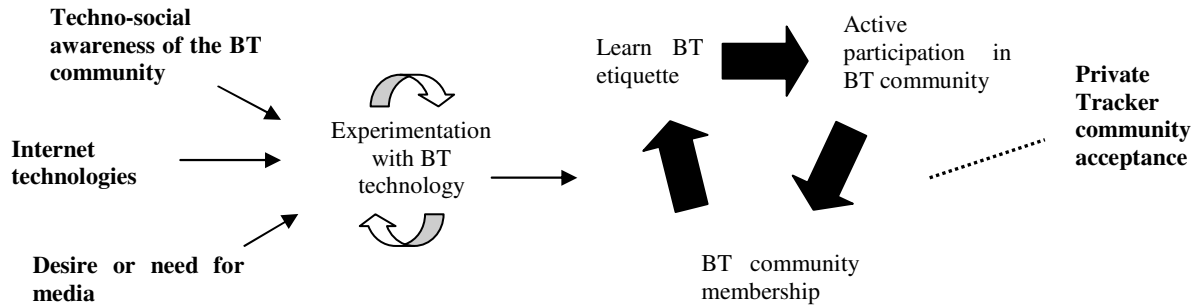 Techno-social
awareness of the BT
community
Internet
technologies
Desire or need for
media
Experimentation
with BT
technology
Learn BT
etiquette
Active
participation in
BT community
BT community
membership
Private
Tracker
community
acceptance